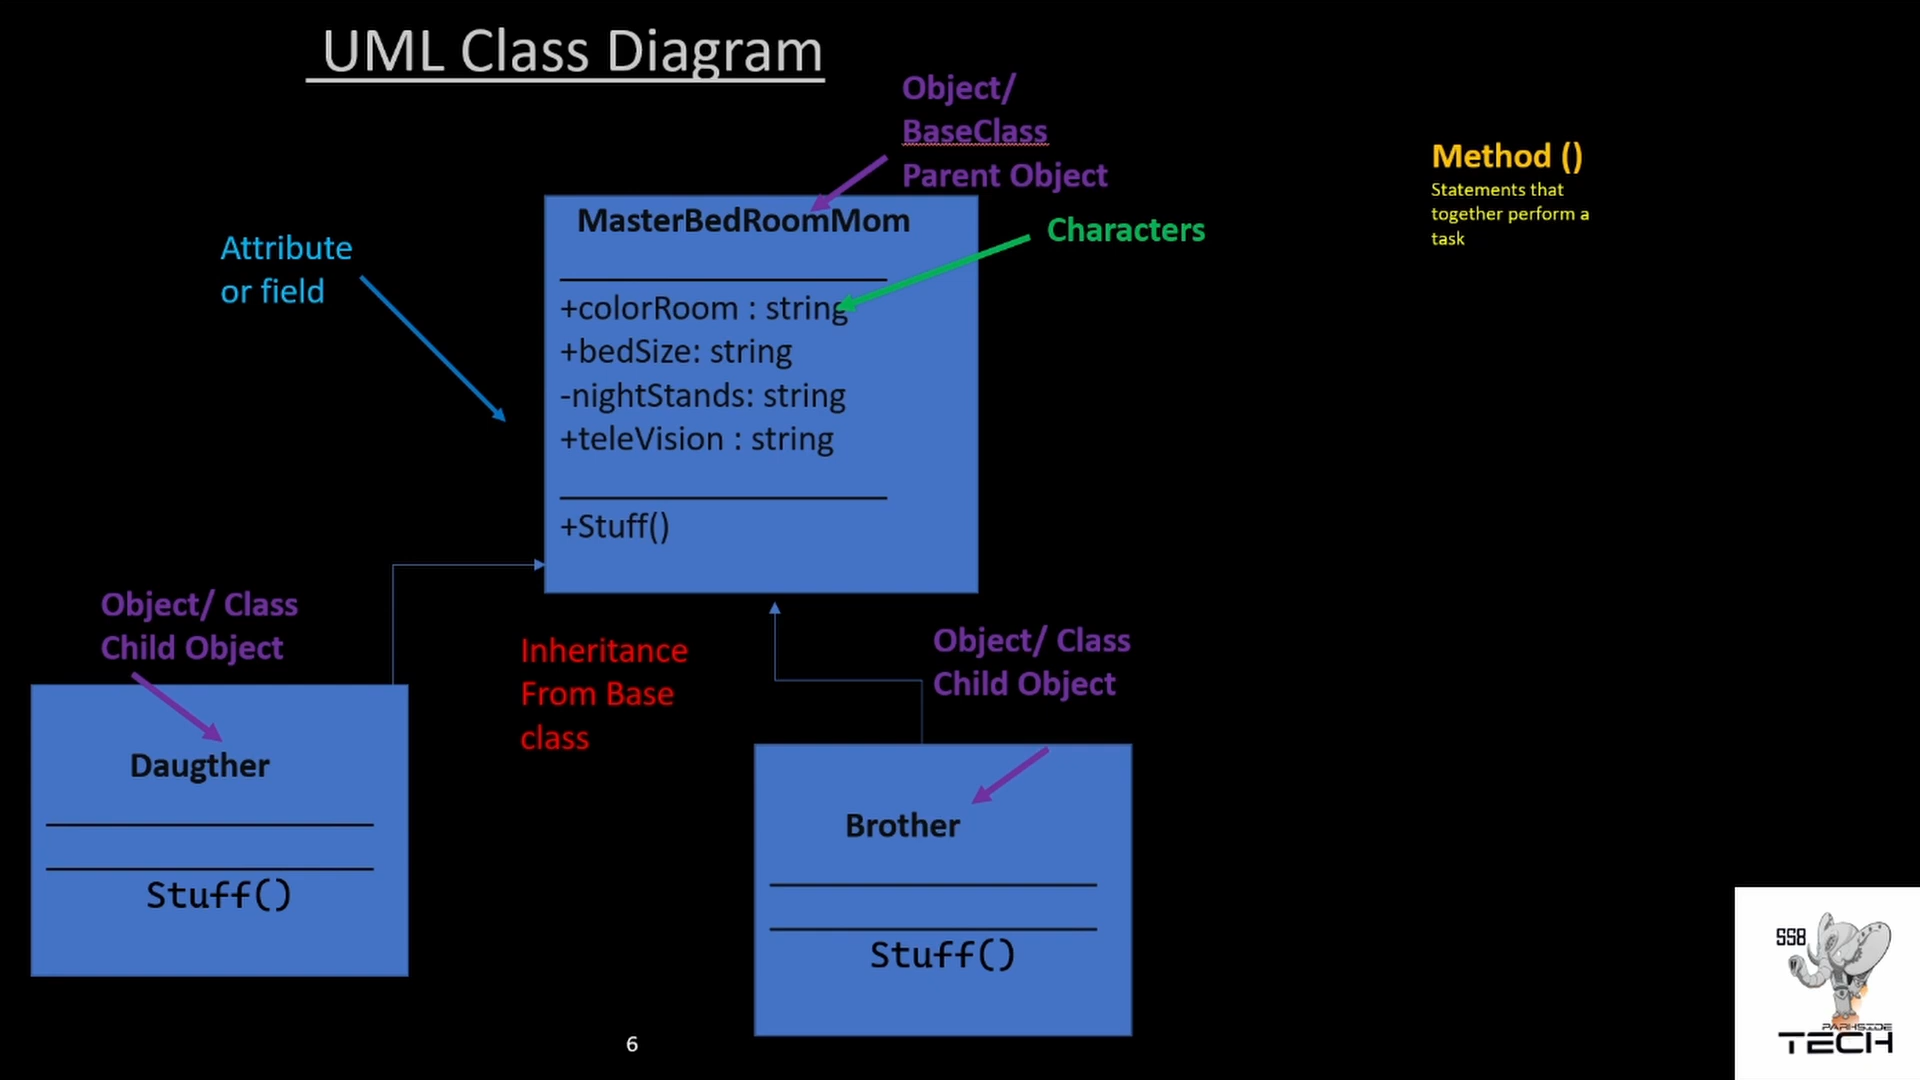 UML Class Diagram
Object/
BaseClass
Parent Object
Method ()
Statements that
together perform a
task
MasterBedRoomMom
Characters
Attribute
or field
+colorRoom : string
+bedSize: string
-nightStands: string
+teleVision : string
+Stuff()
Object/ Class
Child Object
Inheritance
From Base
class
Object/ Class
Child Object
Daugther
Stuff()
Brother
Stuff()
6
558
PARKSIDE
TECH